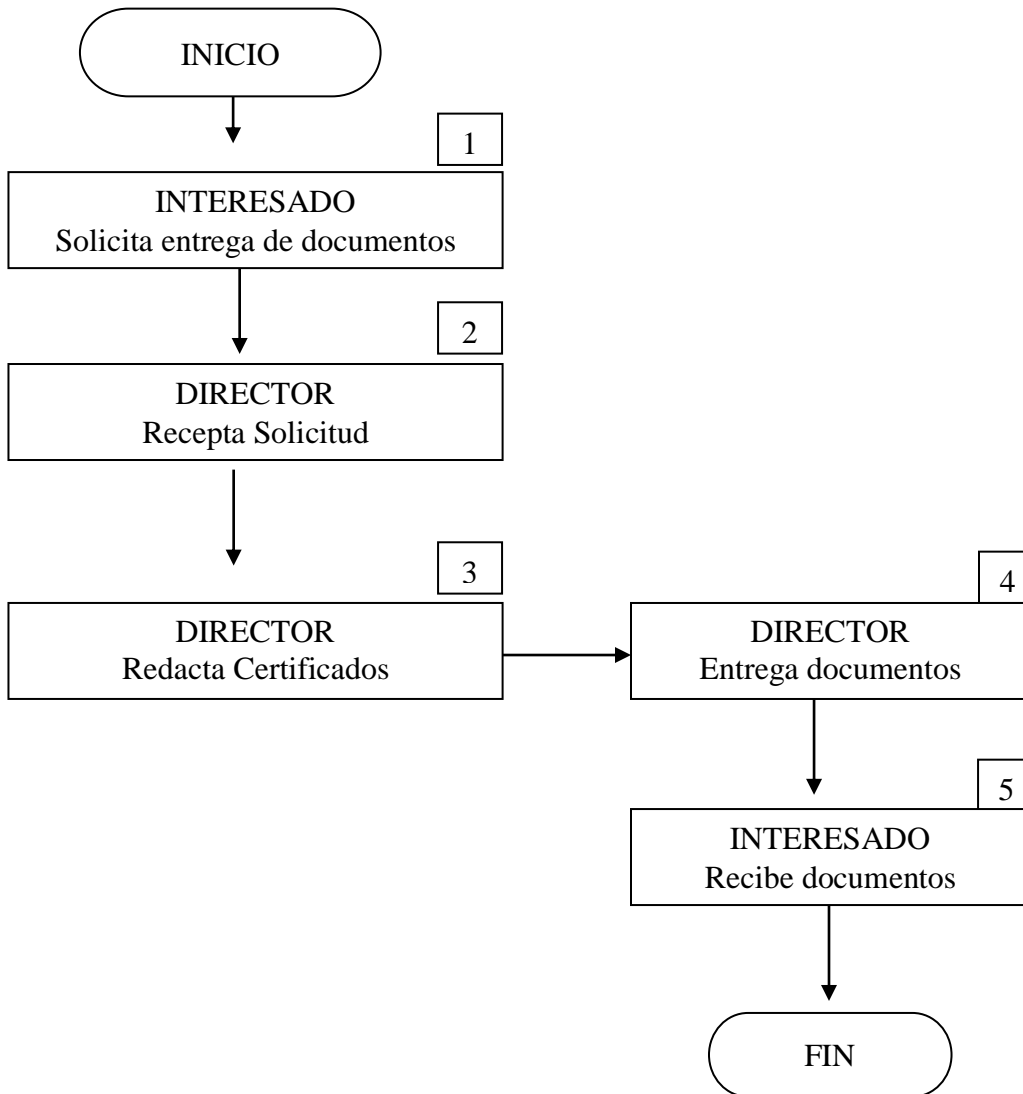 INICIO
1
INTERESADO
Solicita entrega de documentos
2
DIRECTOR
Recepta Solicitud
3
DIRECTOR
Redacta Certificados
4
DIRECTOR
Entrega documentos
5
INTERESADO
Recibe documentos
FIN